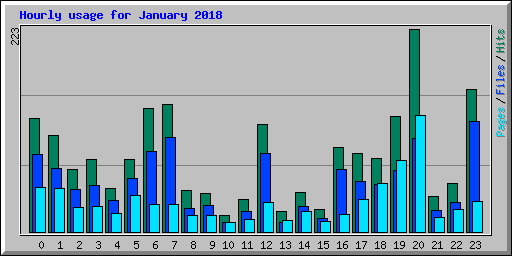 Hourly usage for January 2018
223
Pages/Files/Hits
0 1 2 3 4 5 6 7 8 9 10 11 12 13 14 15 16 17 18 19 20 21 22 23